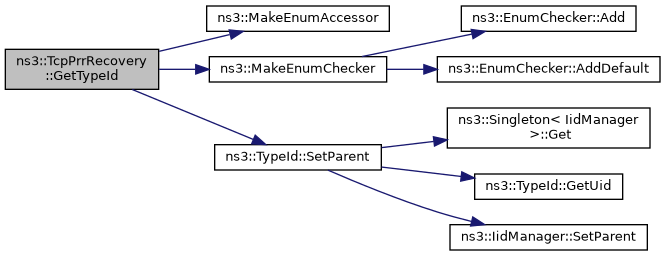 ns3::TcpPrrRecovery
::GetTypeId
ns3::MakeEnumAccessor
ns3::MakeEnumChecker
ns3::EnumChecker::Add
ns3::EnumChecker::AddDefault
ns3::TypeId::SetParent
ns3::Singleton< IidManager
>::Get
ns3::TypeId::GetUid
ns3::IidManager::SetParent